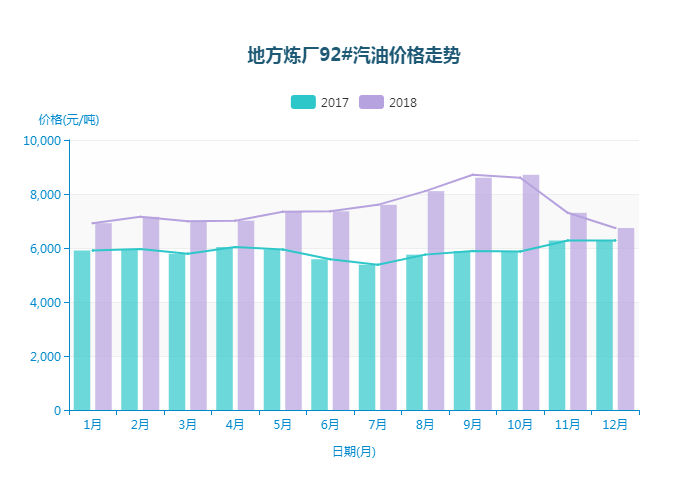 地方炼厂92#汽油价格走势
2017 2018
价格(元/吨)
10,000
8,000
6,000
4,000
2,000
0
1月 2月 3月 4月 5月 6月 7月 8月 9月 10月 11月 12月
日期(月)